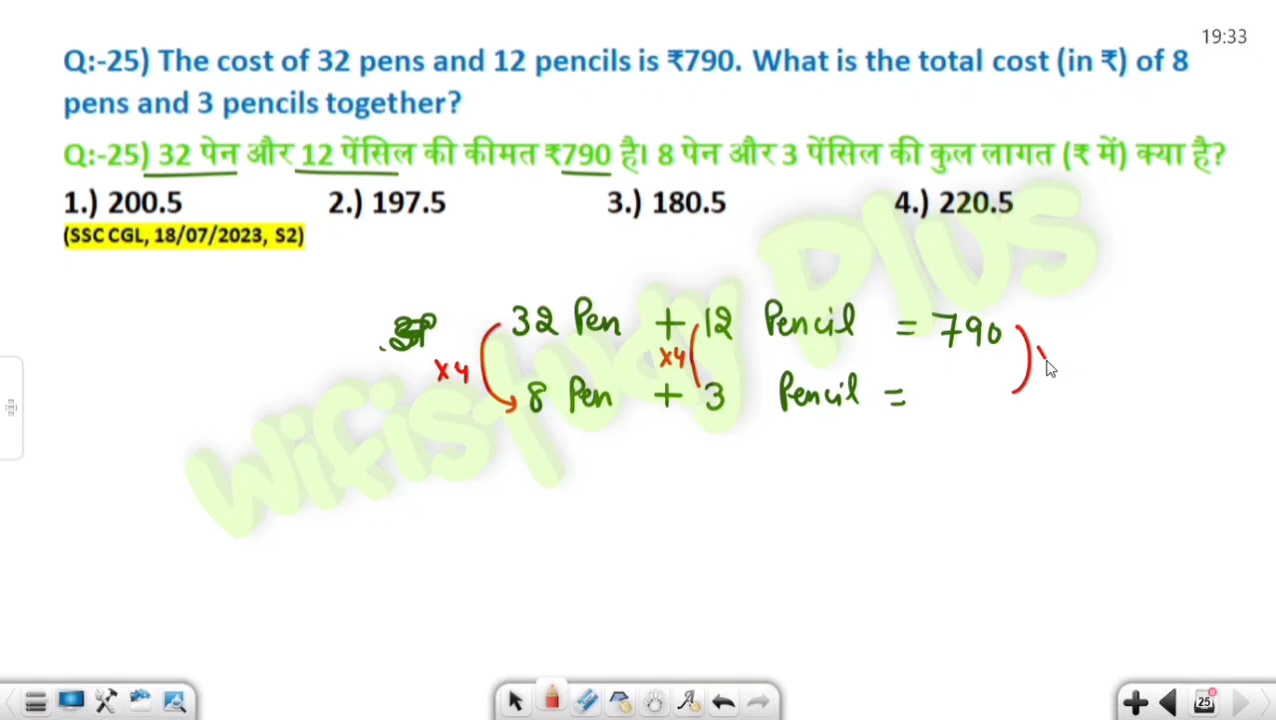 19:33
Q:-25) The cost of 32 pens and 12 pencils is ₹790. What is the total cost (in ₹) of 8
pens and 3 pencils together?
Q:-25) 32 पेन और 12 पेंसिल की कीमत ₹790 है। 8 पेन और 3 पेंसिल की कुल लागत (₹ में) क्या है?
1.) 200.5 2.) 197.5 3.) 180.5 4.) 220.5
(SSC CGL, 18/07/2023, S2)
32 Pen + 12 Pencil = 790
×4 ×4
8 Pen + 3 Pencil =
wifistudy Plus
25